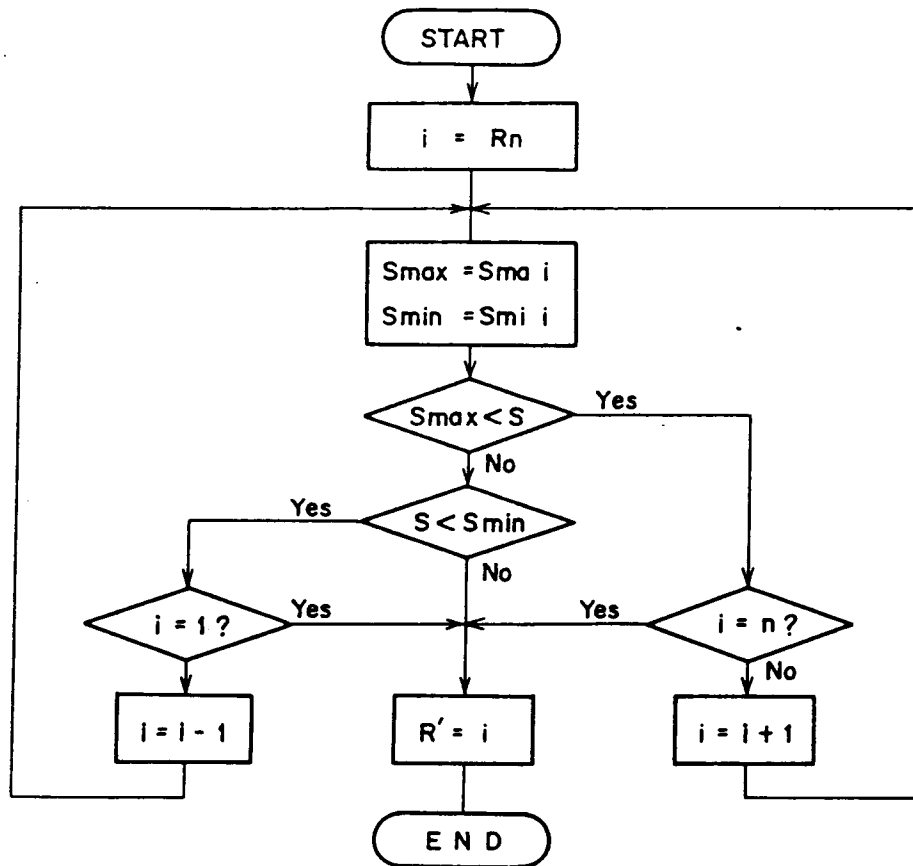 START
i = Rn
Smax = Sma i
Smin = Smi i
Smax < S
Yes
No
S < Smin
Yes
No
i = 1 ?
Yes
i = n ?
Yes
No
i = i - 1
R' = i
i = i + 1
END